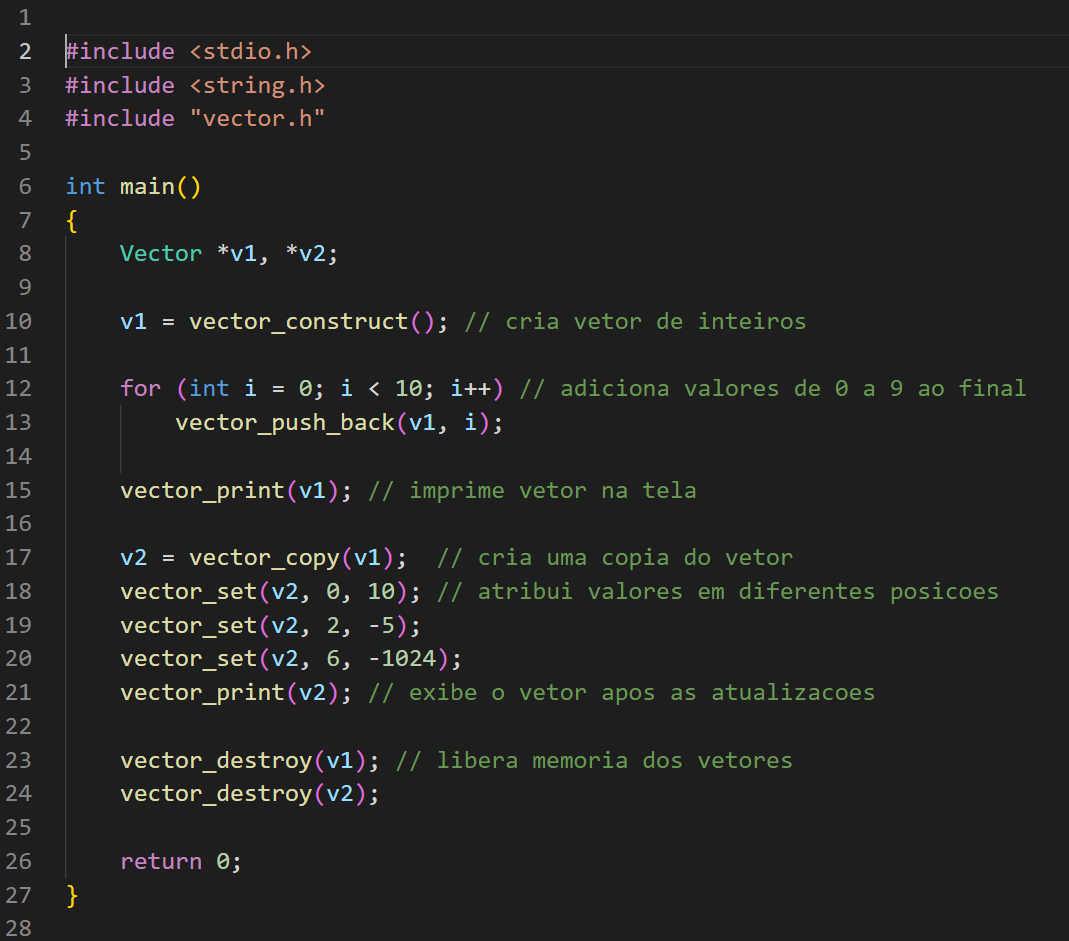 1
2 #include <stdio.h>
3 #include <string.h>
4 #include "vector.h"
5
6 int main()
7 {
8     Vector *v1, *v2;
9
10     v1 = vector_construct(); // cria vetor de inteiros
11
12     for (int i = 0; i < 10; i++) // adiciona valores de 0 a 9 ao final
13         vector_push_back(v1, i);
14
15     vector_print(v1); // imprime vetor na tela
16
17     v2 = vector_copy(v1);  // cria uma copia do vetor
18     vector_set(v2, 0, 10); // atribui valores em diferentes posicoes
19     vector_set(v2, 2, -5);
20     vector_set(v2, 6, -1024);
21     vector_print(v2); // exibe o vetor apos as atualizacoes
22
23     vector_destroy(v1); // libera memoria dos vetores
24     vector_destroy(v2);
25
26     return 0;
27 }
28